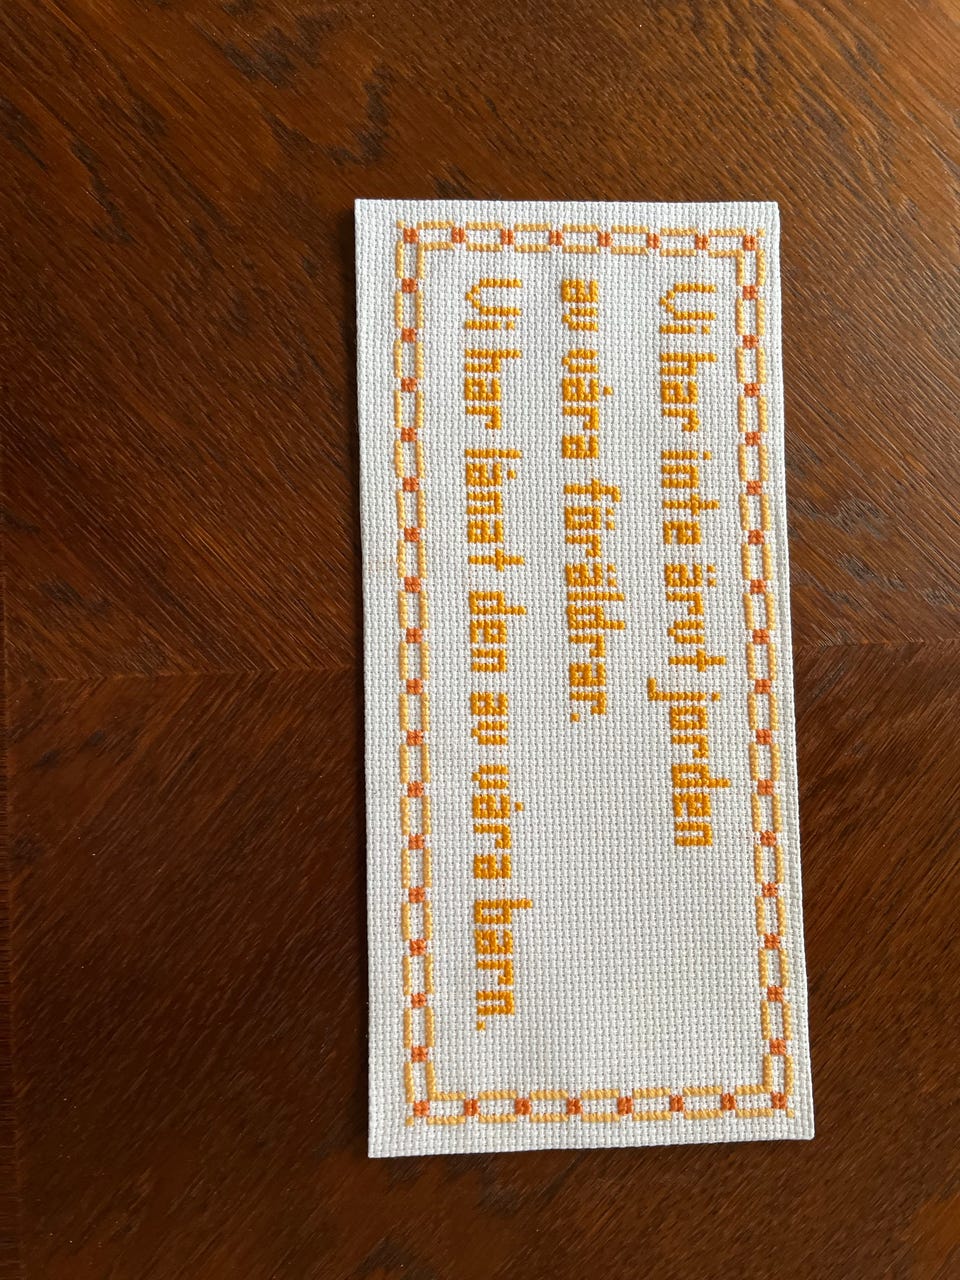 Vi har inte ärvt jorden
av våra föräldrar.
Vi har lånat den av våra barn.